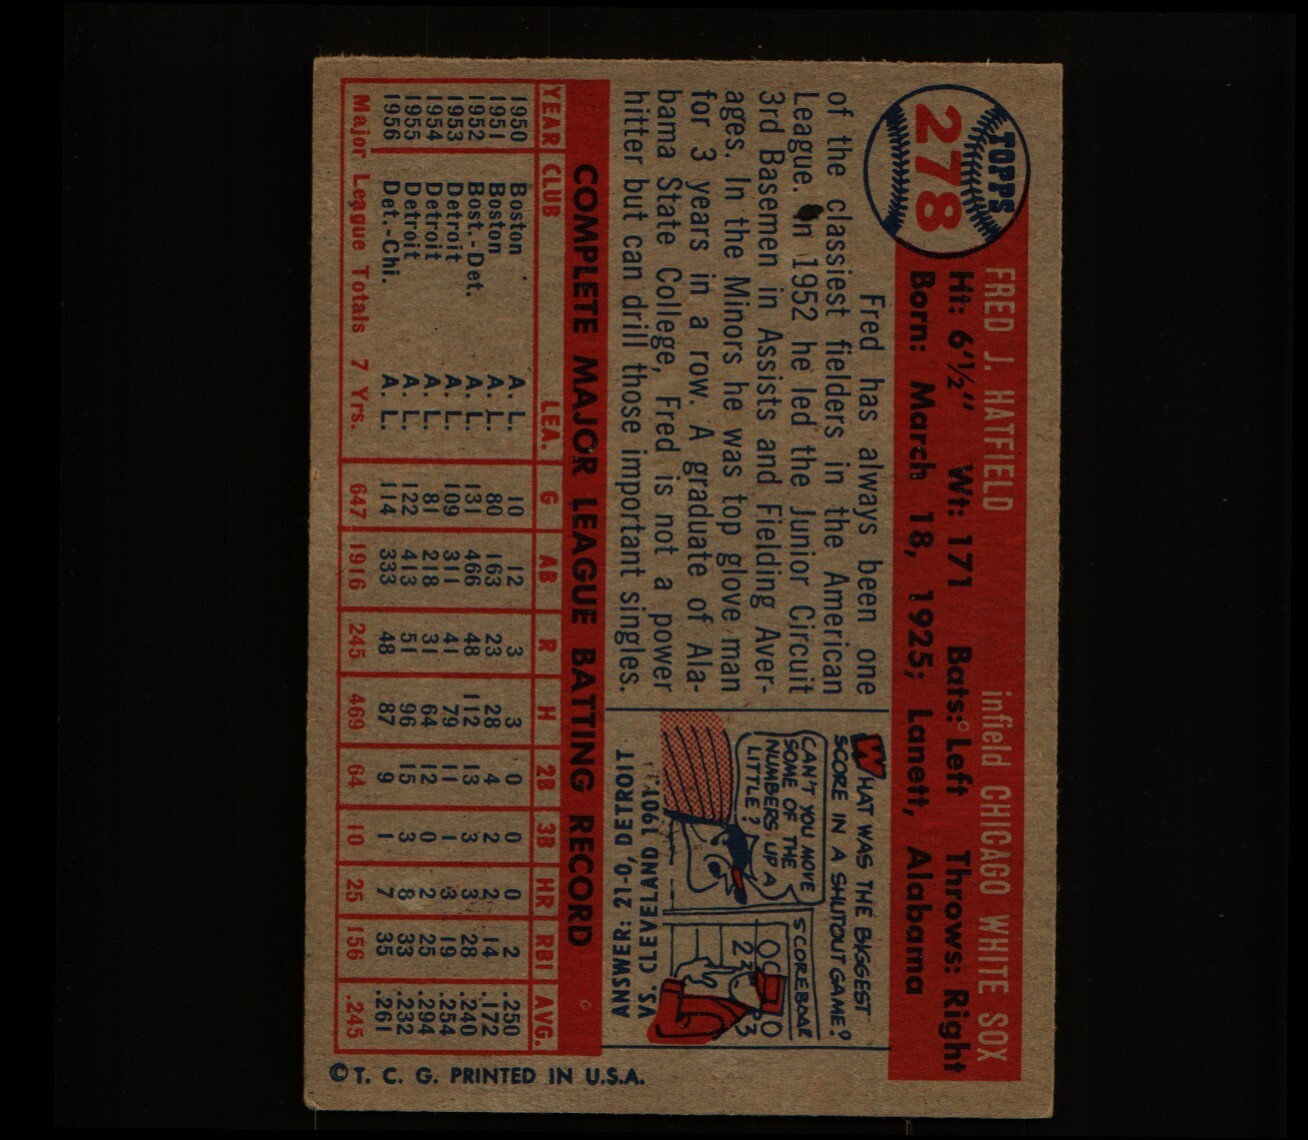 TOPPS
278
FRED J. HATFIELD infield CHICAGO WHITE SOX
Ht: 6'½" Wt: 171 Bats: Left Throws: Right
Born: March 18, 1925; Lanett, Alabama
Fred has always been one
of the classiest fielders in the American
League. In 1952 he led the Junior Circuit
3rd Basemen in Assists and Fielding Aver-
ages. In the Minors he was top glove man
for 3 years in a row. A graduate of Ala-
bama State College, Fred is not a power
hitter but can drill those important singles.
WHAT WAS THE BIGGEST
SCORE IN A SHUTOUT GAME?
CAN'T YOU MOVE
SOME OF THE
NUMBERS UP A
LITTLE?
SCOREBOAR
ANSWER: 21-0, DETROIT
VS. CLEVELAND 1901.
COMPLETE MAJOR LEAGUE BATTING RECORD
YEAR CLUB LEA. G AB R H 2B 3B HR RBI AVG.
1950 Boston A. L. 10 12 3 3 0 0 0 2 .250
1951 Boston A. L. 80 163 23 28 4 2 2 14 .172
1952 Bost.-Det. A. L. 131 466 48 112 13 3 3 28 .240
1953 Detroit A. L. 109 311 41 79 11 1 3 19 .254
1954 Detroit A. L. 81 218 31 64 12 0 2 25 .294
1955 Detroit A. L. 122 413 51 96 15 3 8 33 .232
1956 Det.-Chi. A. L. 114 333 48 87 9 1 7 35 .261
Major League Totals 7 Yrs. 647 1916 245 469 64 10 25 156 .245
© T. C. G. PRINTED IN U.S.A.